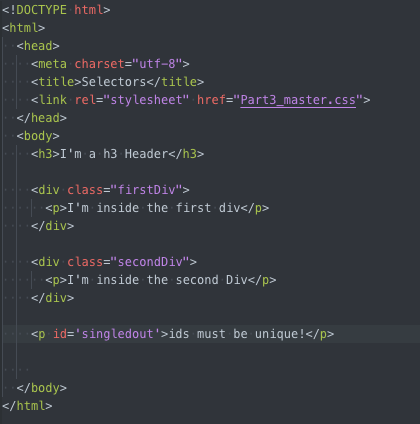 <!DOCTYPE html>
<html>
<head>
<meta charset="utf-8">
<title>Selectors</title>
<link rel="stylesheet" href="Part3_master.css">
</head>
<body>
<h3>I'm a h3 Header</h3>
<div class="firstDiv">
<p>I'm inside the first div</p>
</div>
<div class="secondDiv">
<p>I'm inside the second Div</p>
</div>
<p id='singledout'>ids must be unique!</p>
</body>
</html>